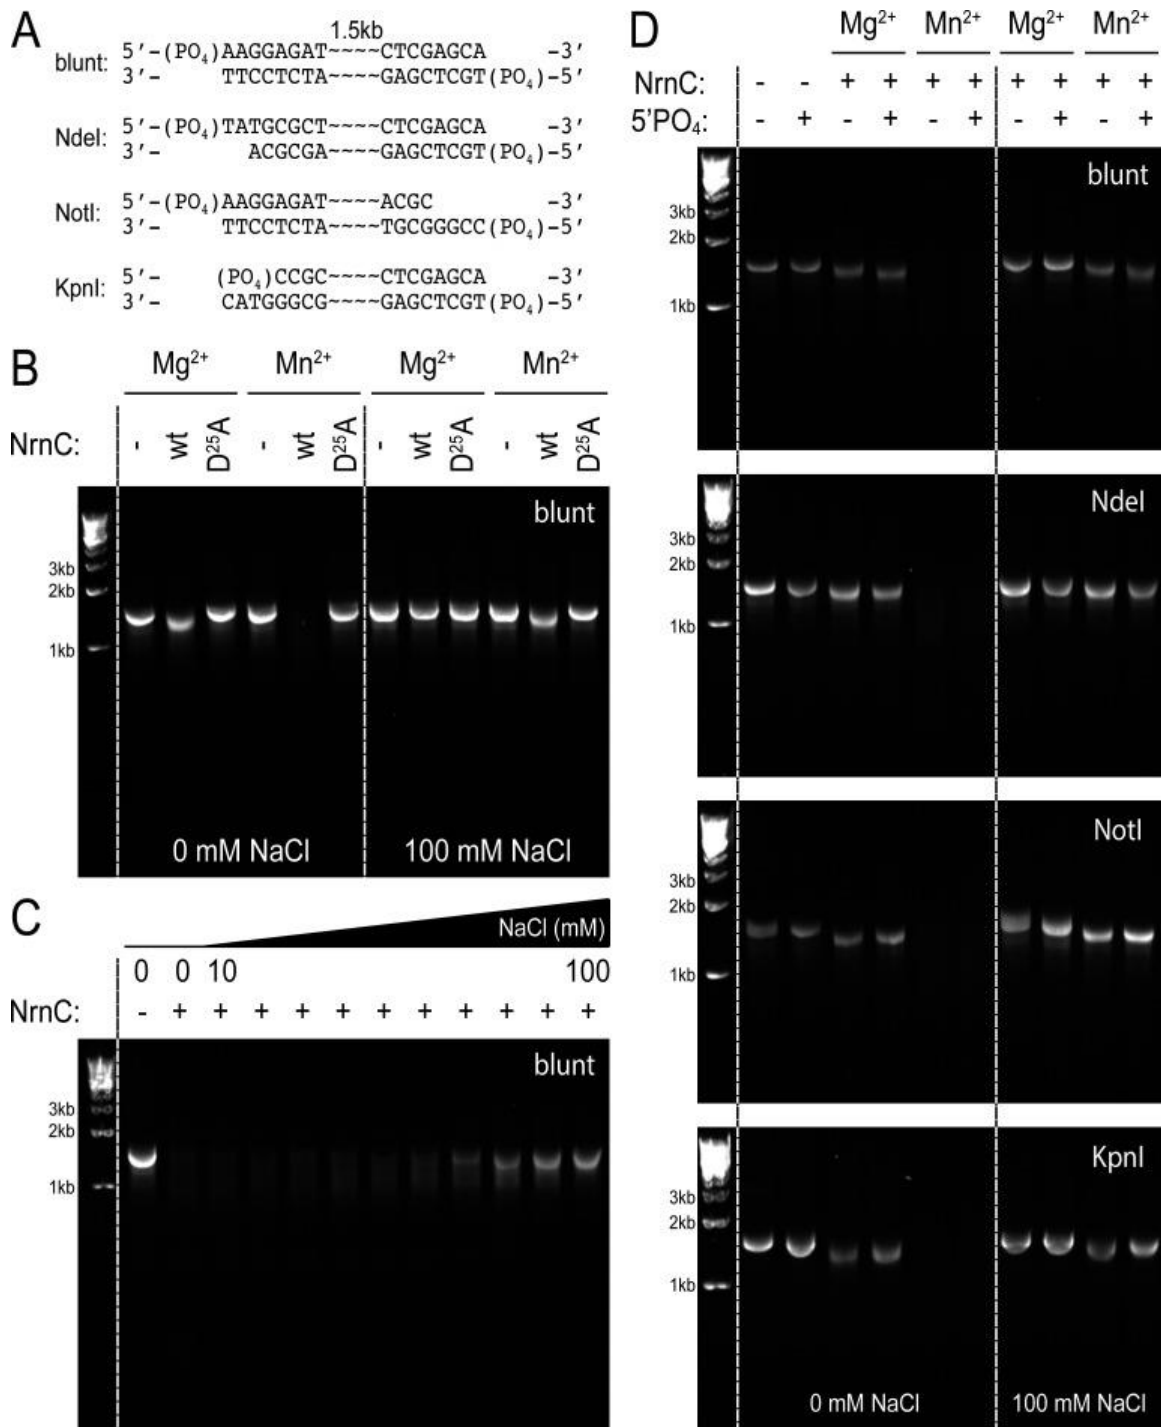 A
1.5kb
blunt: 5′-(PO₄)AAGGAGAT~~~~CTCGAGCA -3′
3′- TTCCTCTA~~~~GAGCTCGT(PO₄)-5′
NdeI: 5′-(PO₄)TATGCGCT~~~~CTCGAGCA -3′
3′- ACGCGA~~~~GAGCTCGT(PO₄)-5′
NotI: 5′-(PO₄)AAGGAGAT~~~~ACGC -3′
3′- TTCCTCTA~~~~TGCGGGCC(PO₄)-5′
KpnI: 5′- (PO₄)CCGC~~~~CTCGAGCA -3′
3′- CATGGGCG~~~~GAGCTCGT(PO₄)-5′
B
Mg²⁺ Mn²⁺ Mg²⁺ Mn²⁺
NrnC: - wt D²⁵A - wt D²⁵A - wt D²⁵A - wt D²⁵A
blunt
3kb
2kb
1kb
0 mM NaCl 100 mM NaCl
C
NaCl (mM)
0 0 10 100
NrnC: - + + + + + + + + + + +
blunt
3kb
2kb
1kb
D
Mg²⁺ Mn²⁺ Mg²⁺ Mn²⁺
NrnC: - - + + + + + + + +
5′PO₄: - + - + - + - + - +
blunt
3kb
2kb
1kb
NdeI
3kb
2kb
1kb
NotI
3kb
2kb
1kb
KpnI
3kb
2kb
1kb
0 mM NaCl 100 mM NaCl